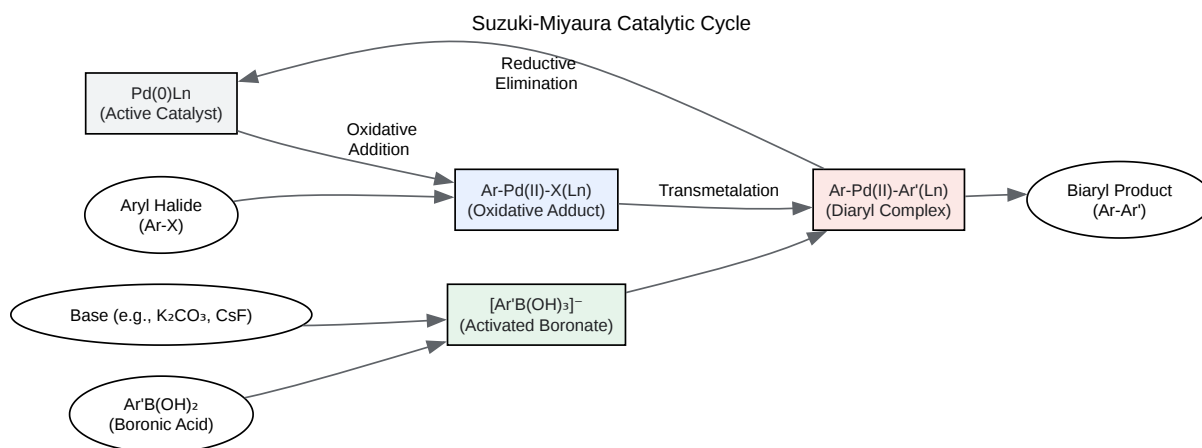 Suzuki-Miyaura Catalytic Cycle
Reductive
Elimination
Pd(0)Ln
(Active Catalyst)
Oxidative
Addition
Aryl Halide
(Ar-X)
Ar-Pd(II)-X(Ln)
(Oxidative Adduct)
Transmetalation
Ar-Pd(II)-Ar'(Ln)
(Diaryl Complex)
Biaryl Product
(Ar-Ar')
Base (e.g., K₂CO₃, CsF)
[Ar'B(OH)₃]⁻
(Activated Boronate)
Ar'B(OH)₂
(Boronic Acid)